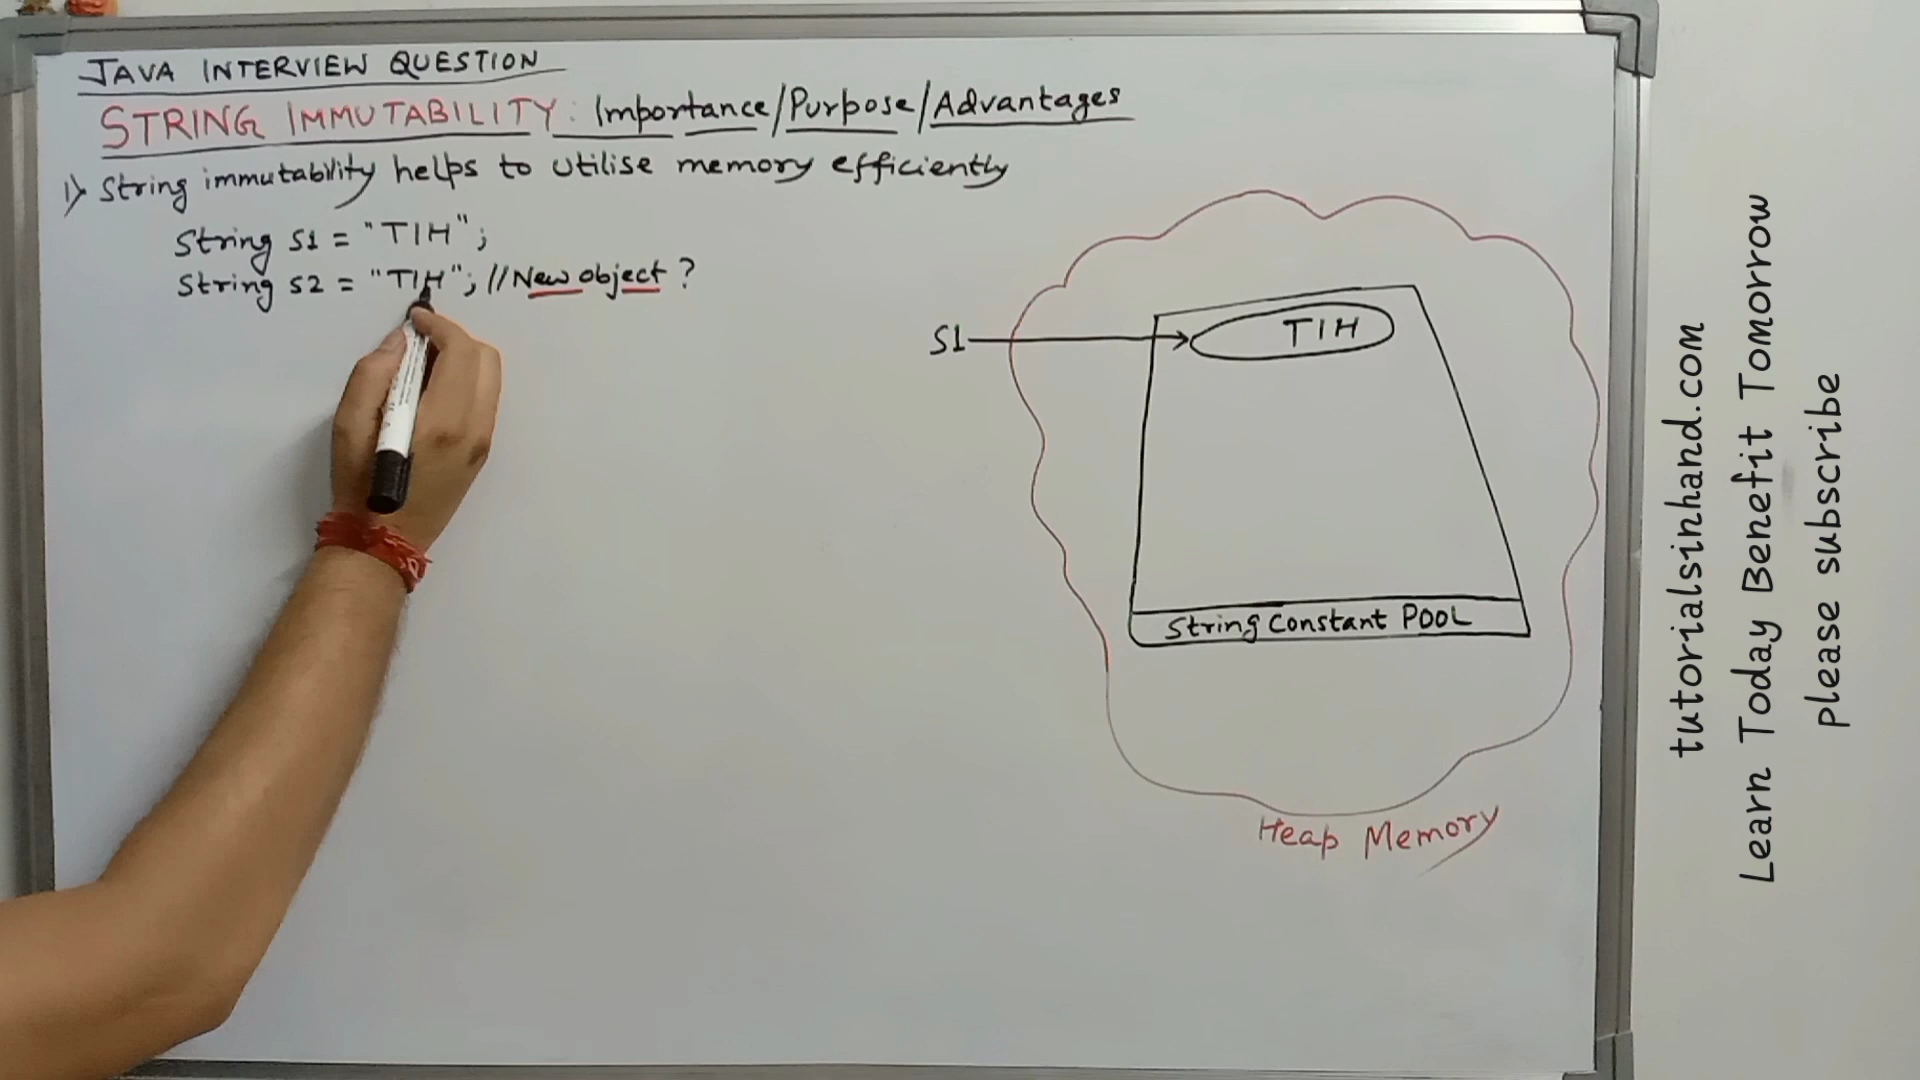 JAVA INTERVIEW QUESTION
STRING IMMUTABILITY: Importance/Purpose/Advantages
1) String immutability helps to utilise memory efficiently
String S1 = "TIH";
String S2 = "TIH"; //New object ?
S1
TIH
String Constant POOL
Heap Memory
tutorialsinhand.com
Learn Today Benefit Tomorrow
please subscribe